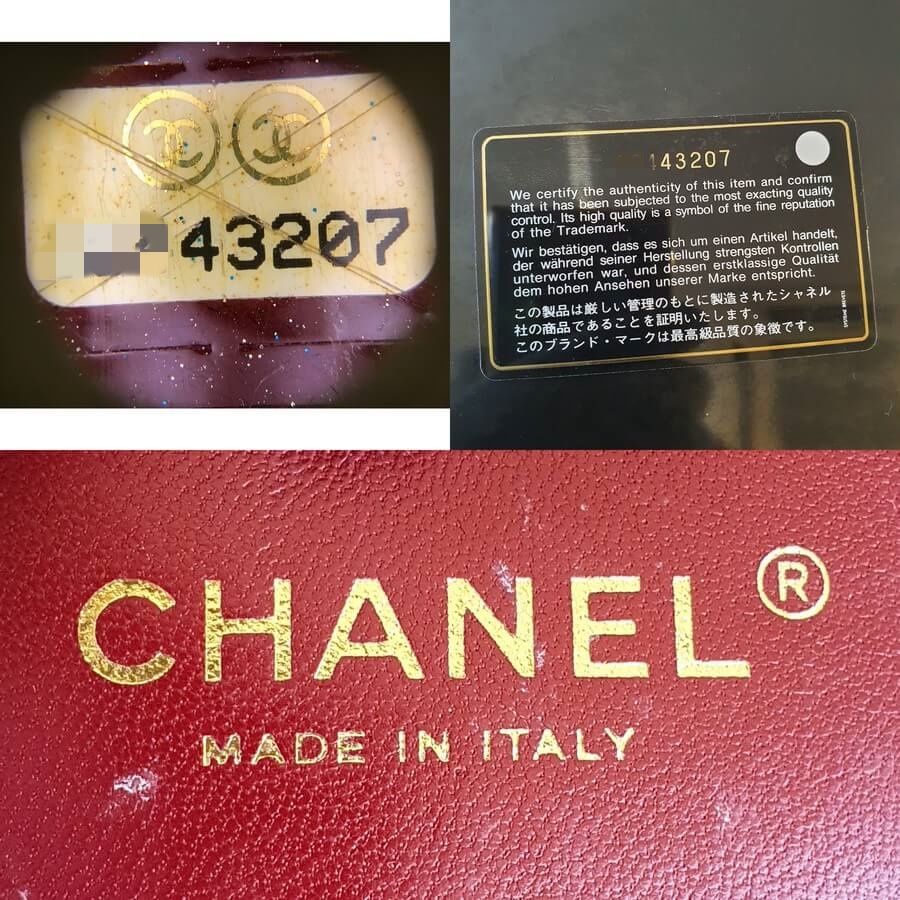 43207
43207
We certify the authenticity of this item and confirm
that it has been subjected to the most exacting quality
control. Its high quality is a symbol of the fine reputation
of the Trademark.
Wir bestätigen, dass es sich um einen Artikel handelt,
der während seiner Herstellung strengsten Kontrollen
unterworfen war, und dessen erstklassige Qualität
dem hohen Ansehen unserer Marke entspricht.
この製品は厳しい管理のもとに製造されたシャネル
社の商品であることを証明いたします。
このブランド・マークは最高級品質の象徴です。
CHANEL®
MADE IN ITALY